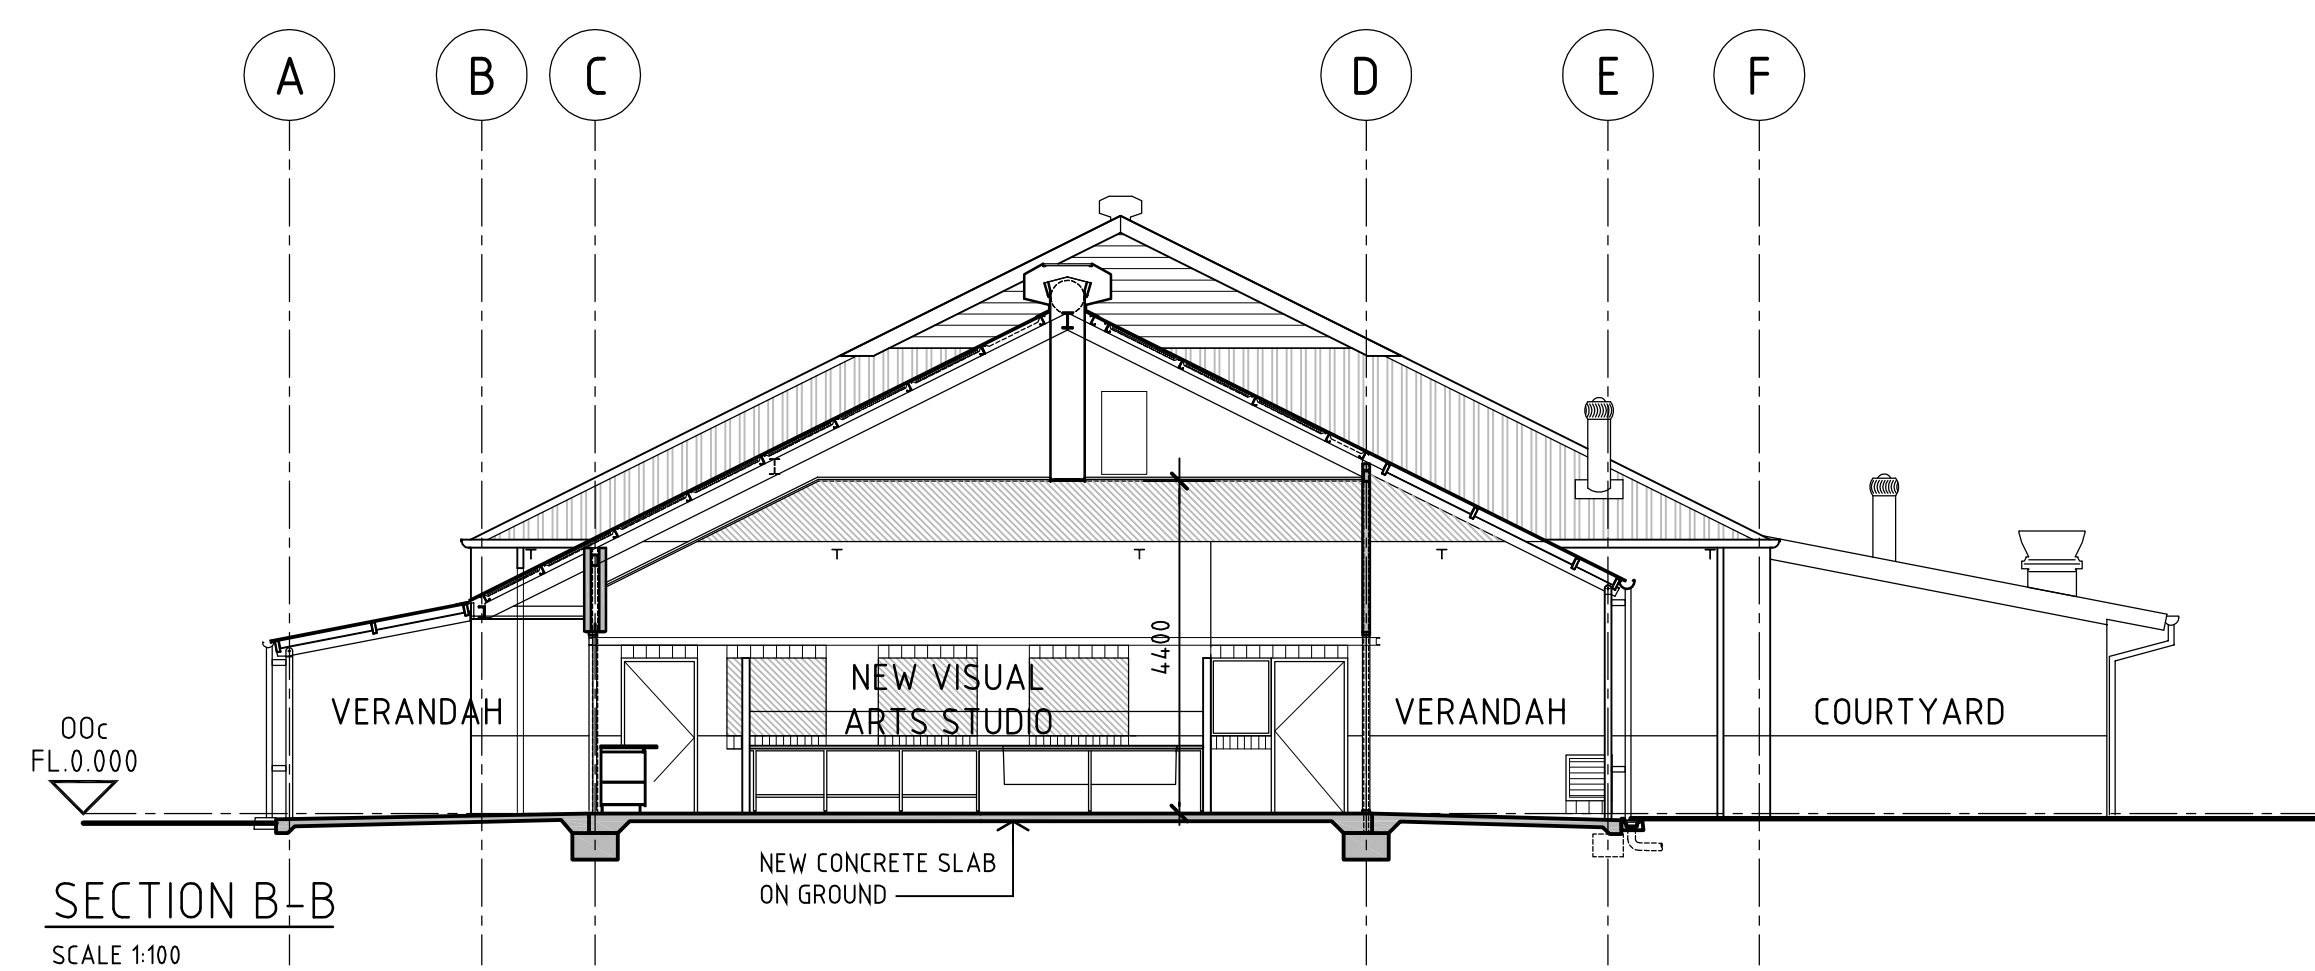 A B C D E F
4400
NEW VISUAL
ARTS STUDIO
VERANDAH
VERANDAH
COURTYARD
OOc
FL.0.000
NEW CONCRETE SLAB
ON GROUND
SECTION B-B
SCALE 1:100